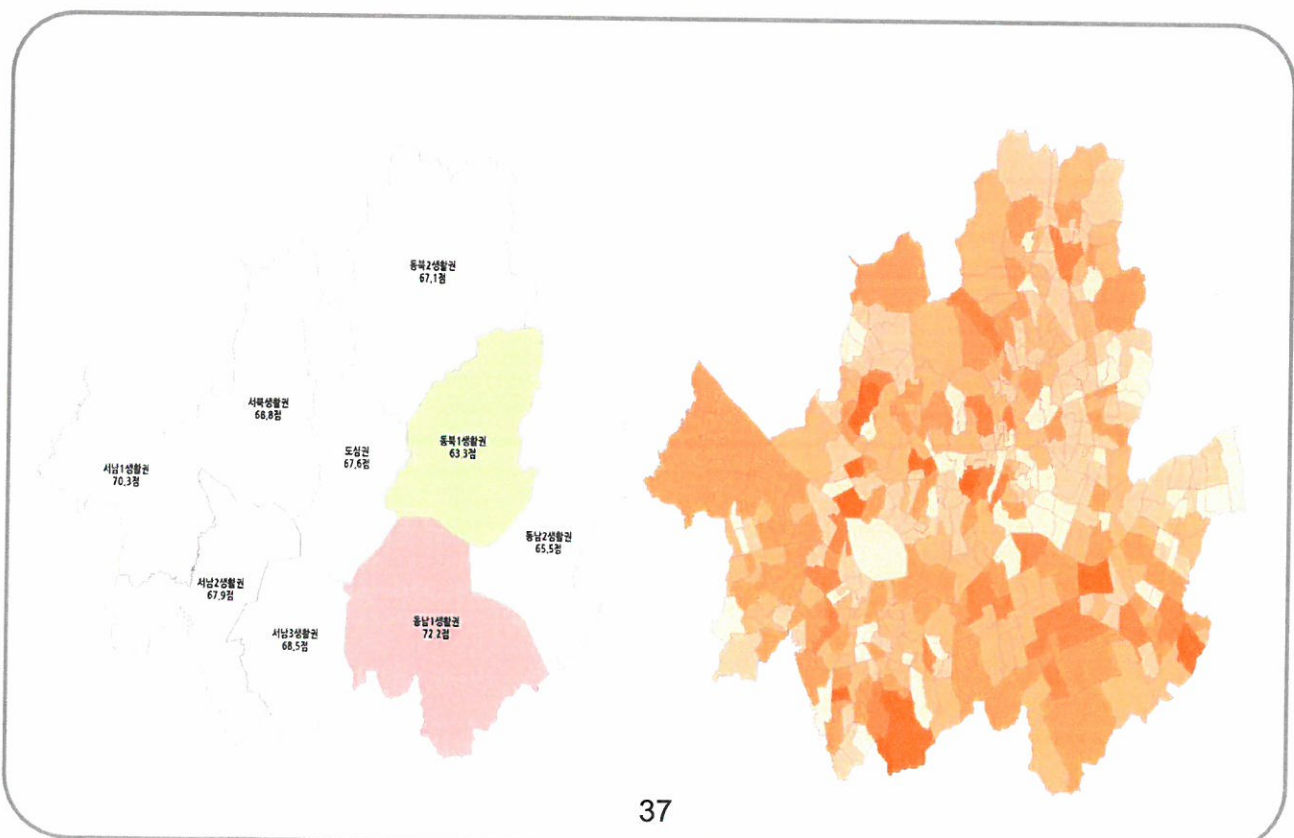 동북2생활권
67.1점
서북생활권
68.8점
동북1생활권
63.3점
도심권
67.6점
서남1생활권
70.3점
동남2생활권
65.5점
서남2생활권
67.9점
동남1생활권
72.2점
서남3생활권
68.5점
37